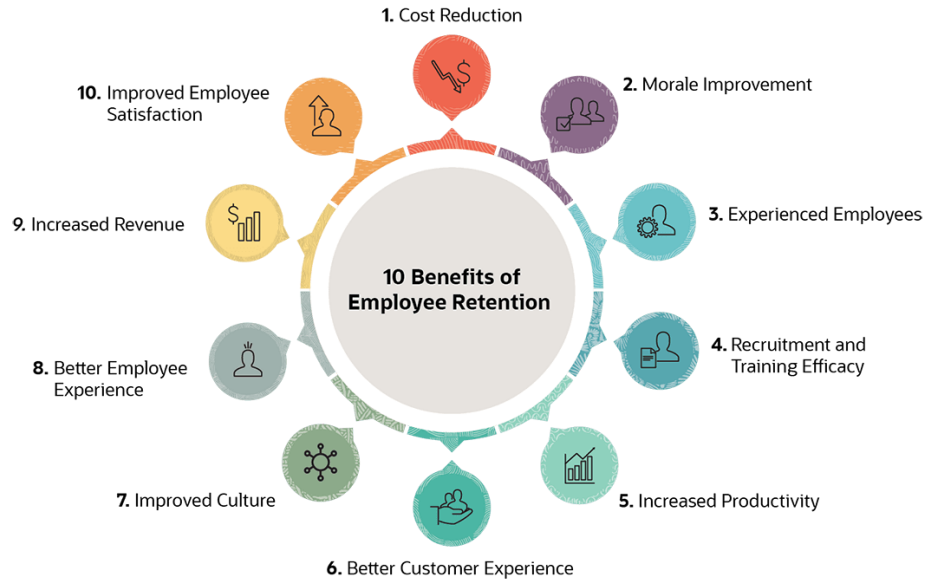 10 Benefits of
Employee Retention
1. Cost Reduction
2. Morale Improvement
3. Experienced Employees
4. Recruitment and
Training Efficacy
5. Increased Productivity
6. Better Customer Experience
7. Improved Culture
8. Better Employee
Experience
9. Increased Revenue
10. Improved Employee
Satisfaction
$
$